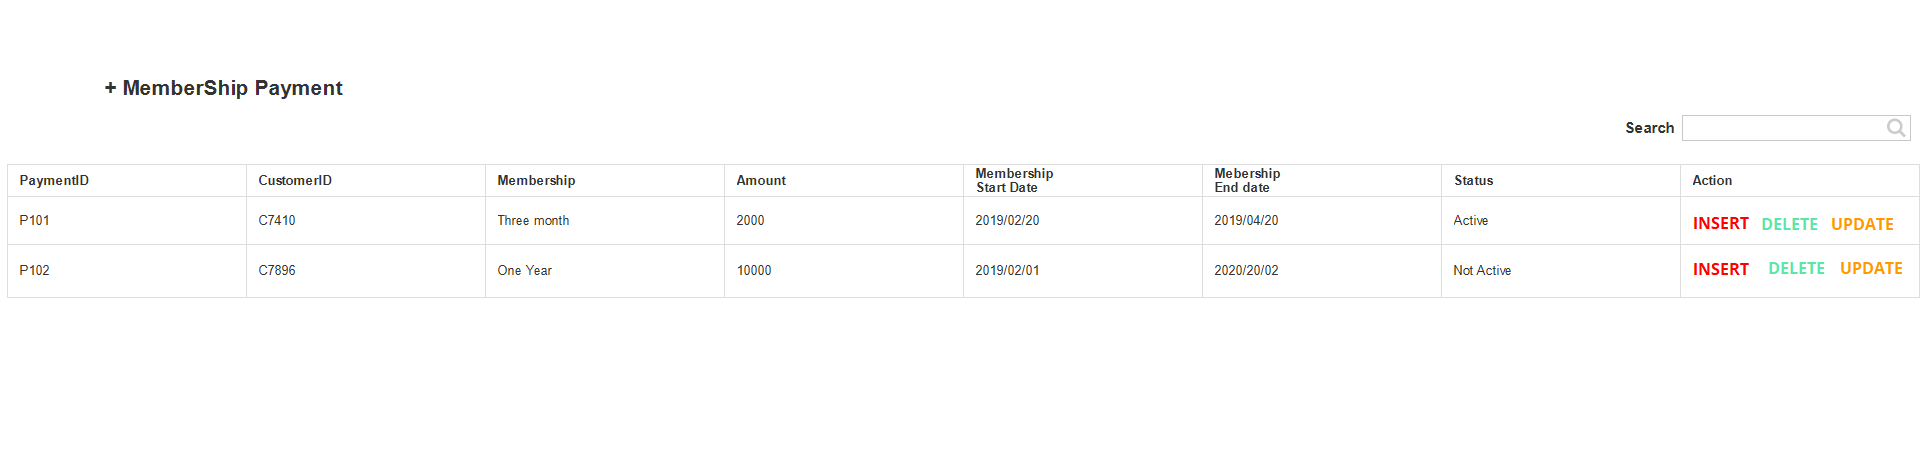 + MemberShip Payment
Search
PaymentID CustomerID Membership Amount Membership Start Date Mebership End date Status Action
P101 C7410 Three month 2000 2019/02/20 2019/04/20 Active INSERT DELETE UPDATE
P102 C7896 One Year 10000 2019/02/01 2020/20/02 Not Active INSERT DELETE UPDATE